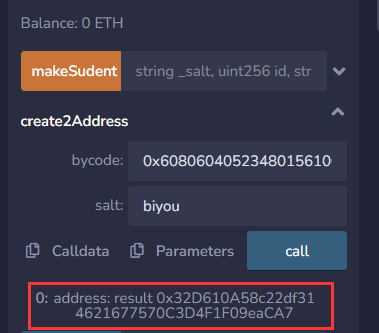 Balance: 0 ETH
makeSudent string _salt, uint256 id, str
create2Address
bycode: 0x60806040523480156100
salt: biyou
Calldata Parameters call
0: address: result 0x32D610A58c22df31
4621677570C3D4F1F09eaCA7